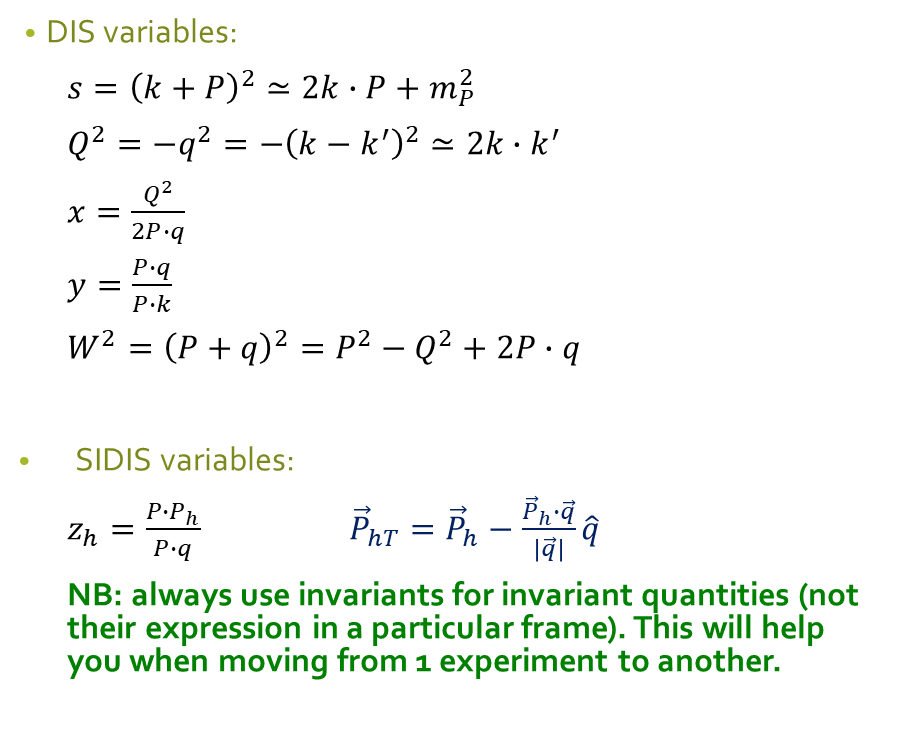 • DIS variables:
s = (k + P)² ≃ 2k · P + m_P²
Q² = −q² = −(k − k′)² ≃ 2k · k′
x = Q² / 2P·q
y = P·q / P·k
W² = (P + q)² = P² − Q² + 2P · q
• SIDIS variables:
z_h = P·P_h / P·q    P⃗_hT = P⃗_h − (P⃗_h·q⃗ / |q⃗|) q̂
NB: always use invariants for invariant quantities (not
their expression in a particular frame). This will help
you when moving from 1 experiment to another.